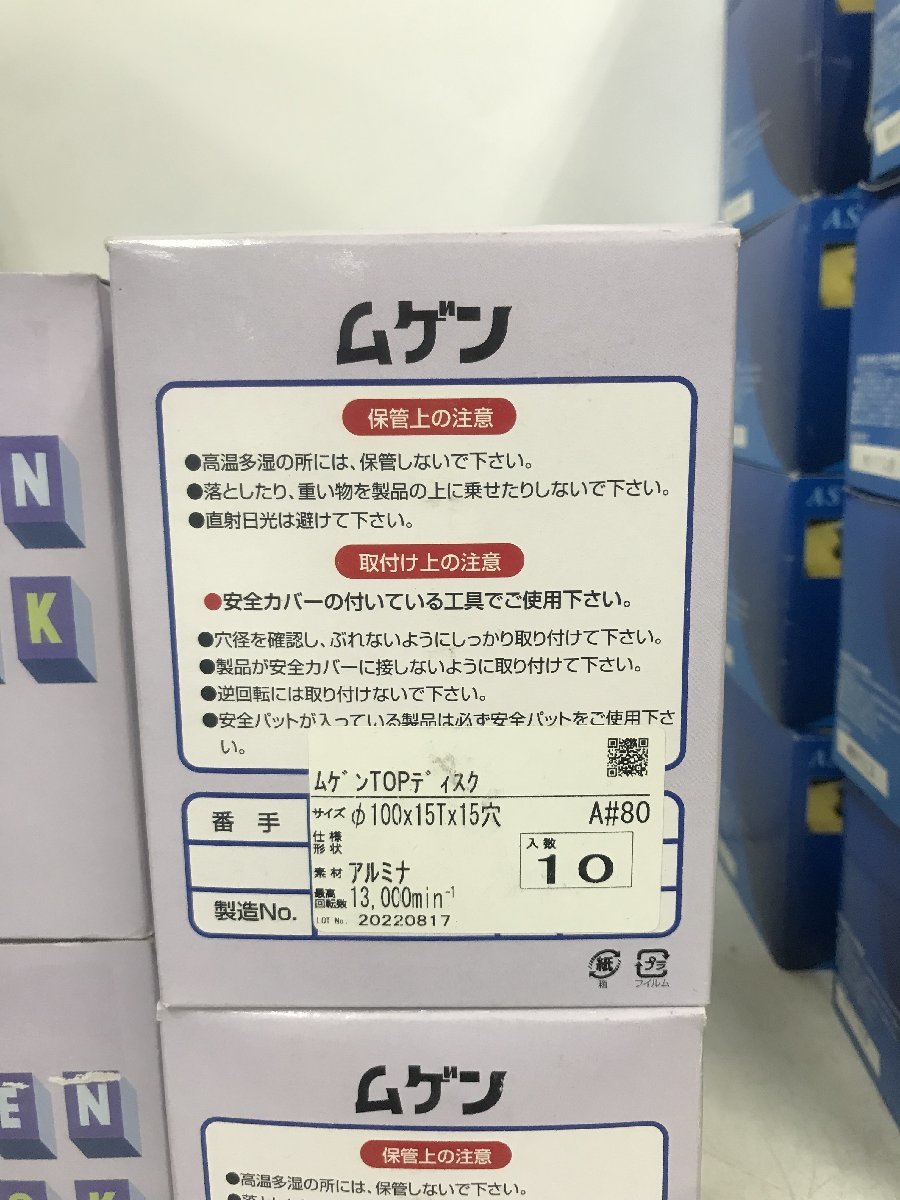 ムゲン
保管上の注意
●高温多湿の所には、保管しないで下さい。
●落としたり、重い物を製品の上に乗せたりしないで下さい。
●直射日光は避けて下さい。
取付け上の注意
●安全カバーの付いている工具でご使用下さい。
●穴径を確認し、ぶれないようにしっかり取り付けて下さい。
●製品が安全カバーに接しないように取り付けて下さい。
●逆回転には取り付けないで下さい。
●安全パットが入っている製品は必ず安全パットをご使用下さ
い。
番手
製造No.
ムゲンTOPディスク
サイズ φ100x15Tx15穴 A#80
仕様
形状
入数
10
素材 アルミナ
最高
回転数 13,000min⁻¹
LOT No. 20220817
紙
箱
プラ
フイルム
N
K
E N
AS
AS
ムゲン
保管上の注意
●高温多湿の所には、保管しないで下さい。